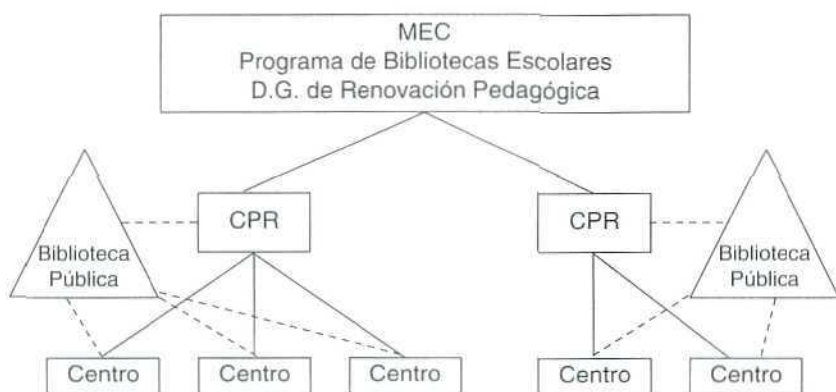 MEC
Programa de Bibliotecas Escolares
D.G. de Renovación Pedagógica
CPR
CPR
Biblioteca
Pública
Biblioteca
Pública
Centro
Centro
Centro
Centro
Centro